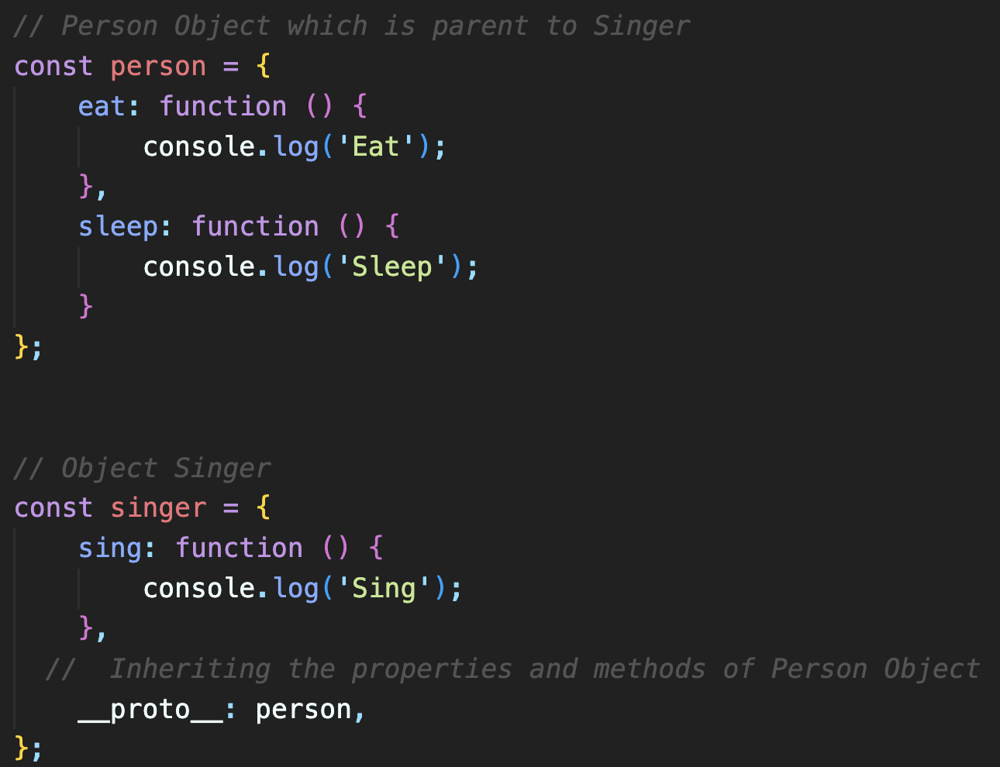 // Person Object which is parent to Singer
const person = {
    eat: function () {
        console.log('Eat');
    },
    sleep: function () {
        console.log('Sleep');
    }
};
// Object Singer
const singer = {
    sing: function () {
        console.log('Sing');
    },
  //  Inheriting the properties and methods of Person Object
    __proto__: person,
};